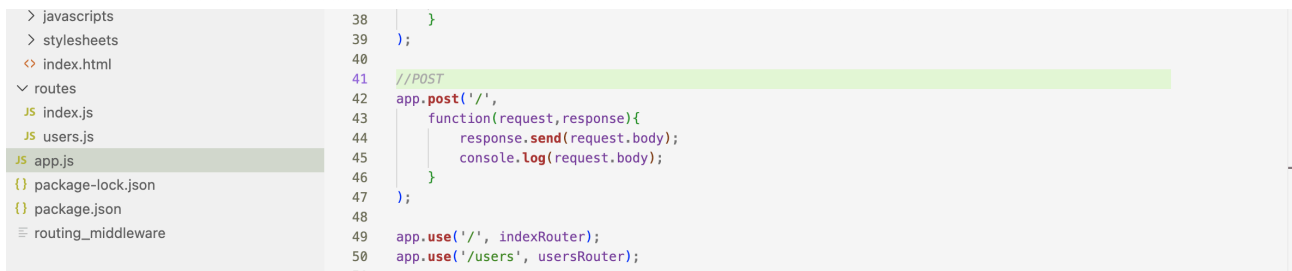 javascripts
stylesheets
<> index.html
routes
JS index.js
JS users.js
JS app.js
{} package-lock.json
{} package.json
routing_middleware
38         }
39 );
40
41 //POST
42 app.post('/',
43     function(request,response){
44         response.send(request.body);
45         console.log(request.body);
46     }
47 );
48
49 app.use('/', indexRouter);
50 app.use('/users', usersRouter);